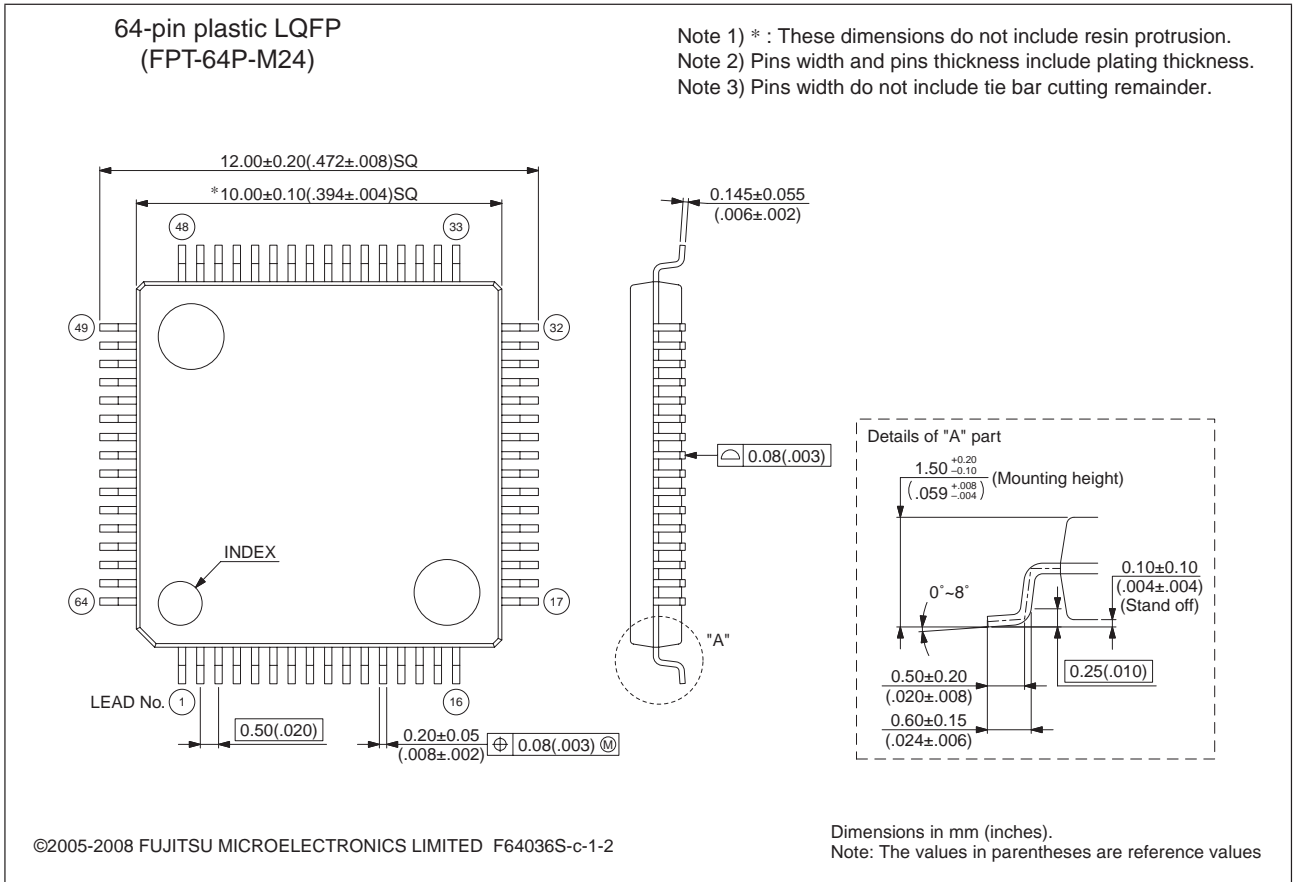 64-pin plastic LQFP
(FPT-64P-M24)
Note 1) * : These dimensions do not include resin protrusion.
Note 2) Pins width and pins thickness include plating thickness.
Note 3) Pins width do not include tie bar cutting remainder.
12.00±0.20(.472±.008)SQ
*10.00±0.10(.394±.004)SQ
0.145±0.055
(.006±.002)
48
33
49
32
0.08(.003)
INDEX
64
17
"A"
LEAD No.
1
16
0.50(.020)
0.20±0.05
(.008±.002)
⌖ 0.08(.003) Ⓜ
Details of "A" part
1.50 +0.20 –0.10 (Mounting height)
(.059 +.008 –.004)
0.10±0.10
(.004±.004)
(Stand off)
0°~8°
0.25(.010)
0.50±0.20
(.020±.008)
0.60±0.15
(.024±.006)
©2005-2008 FUJITSU MICROELECTRONICS LIMITED F64036S-c-1-2
Dimensions in mm (inches).
Note: The values in parentheses are reference values